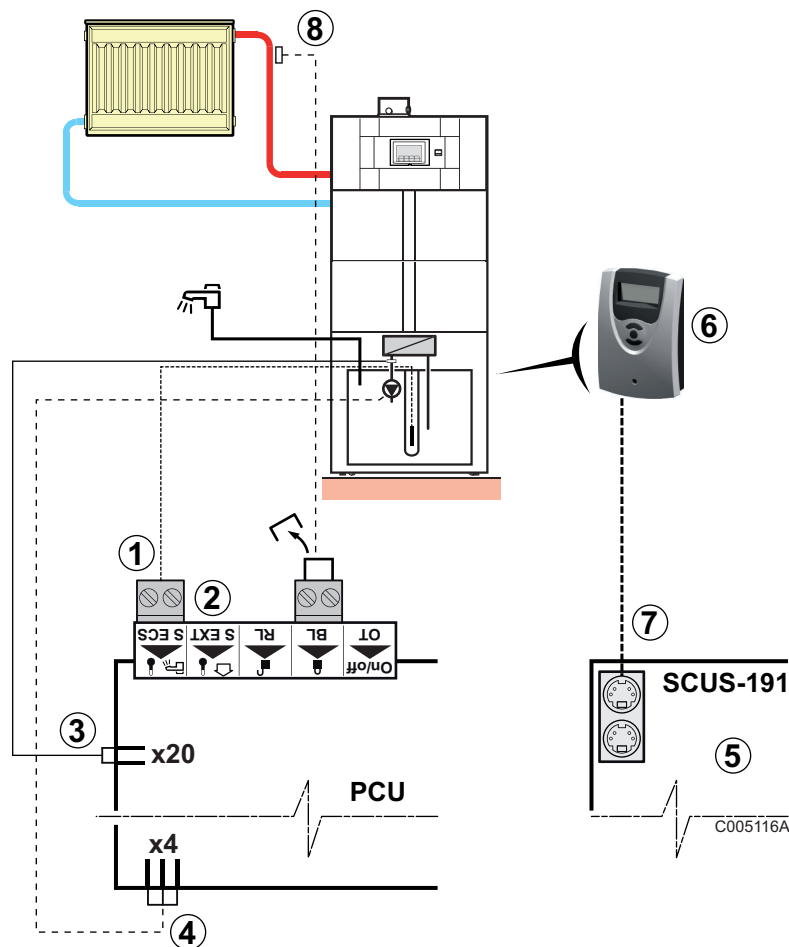 8
6
1
2
S ECS
S EXT
RL
BL
OT
On/off
7
SCUS-191
3
x20
5
PCU
C005116A
x4
4